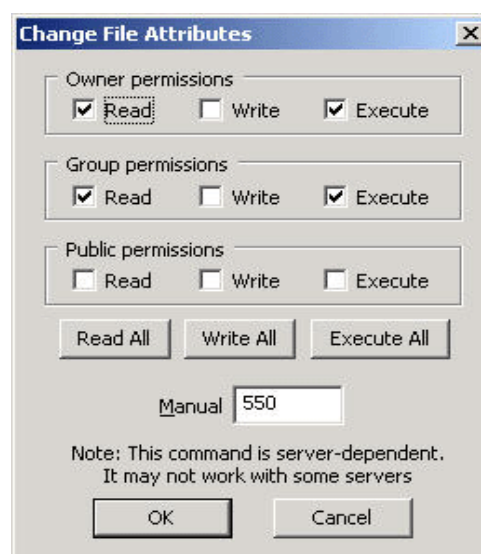 Change File Attributes
Owner permissions
Read Write Execute
Group permissions
Read Write Execute
Public permissions
Read Write Execute
Read All Write All Execute All
Manual 550
Note: This command is server-dependent.
It may not work with some servers
OK Cancel